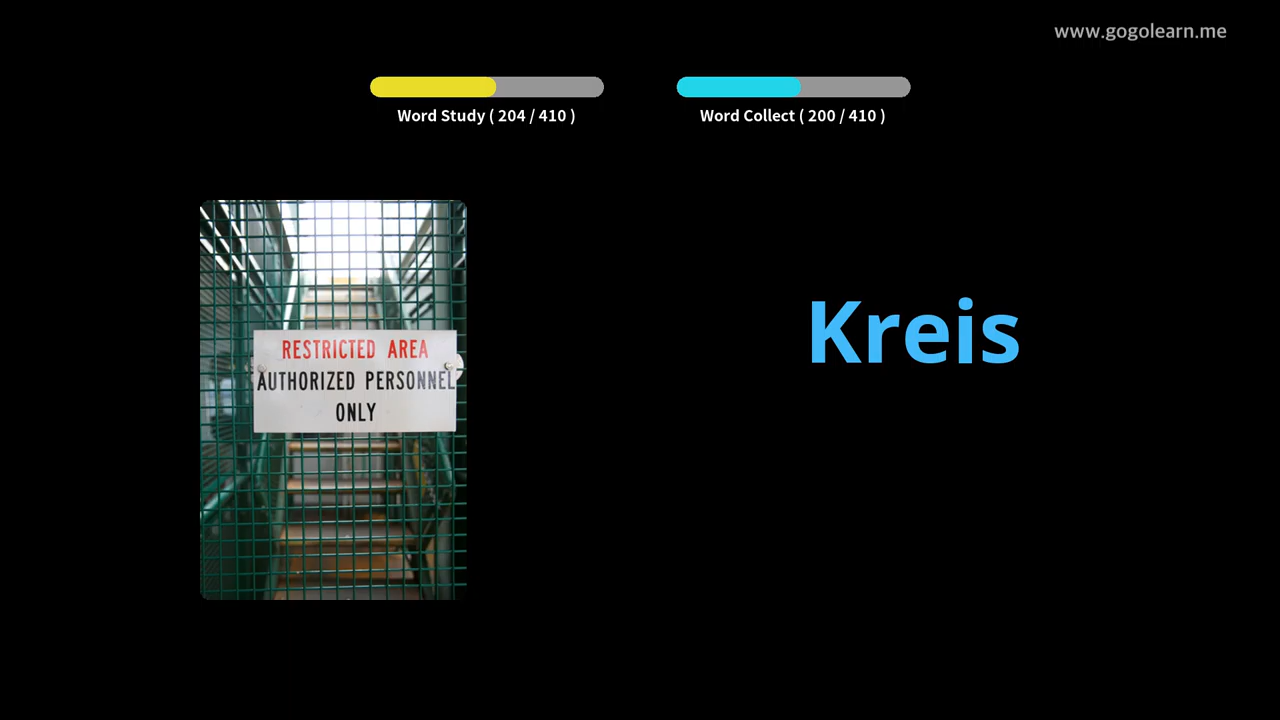 www.gogolearn.me
Word Study ( 204 / 410 )
Word Collect ( 200 / 410 )
RESTRICTED AREA
AUTHORIZED PERSONNEL
ONLY
Kreis